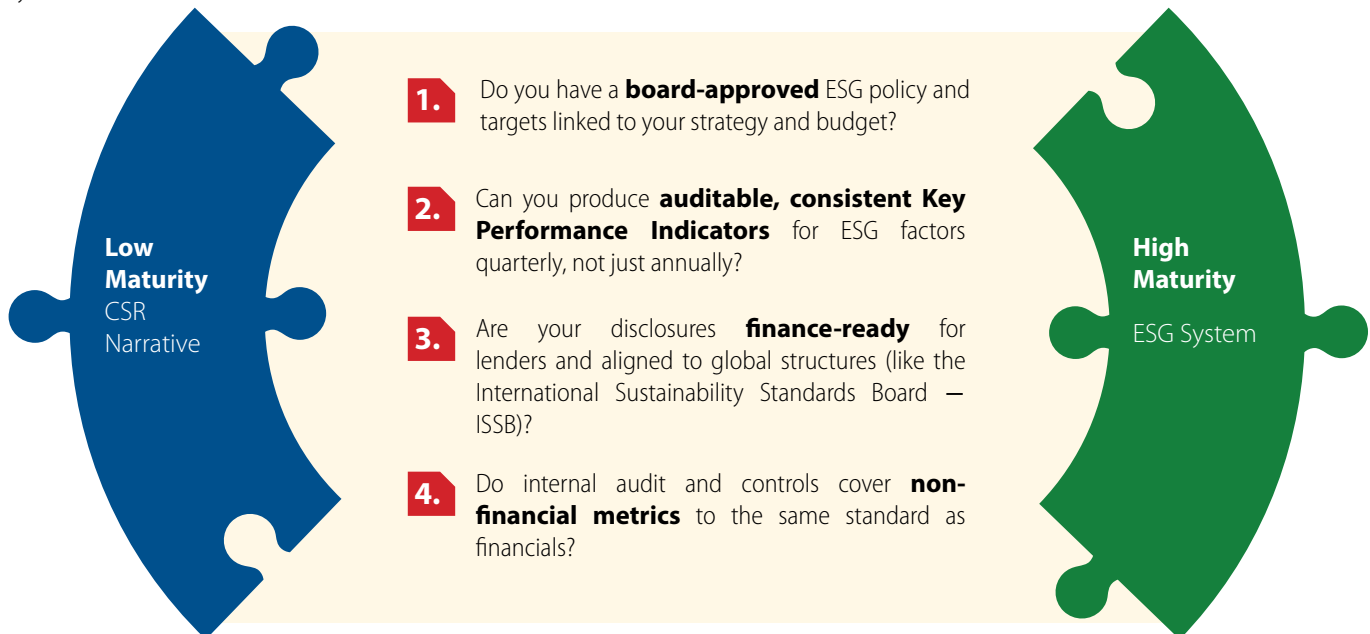 Low
Maturity
CSR
Narrative
1.
Do you have a board-approved ESG policy and
targets linked to your strategy and budget?
2.
Can you produce auditable, consistent Key
Performance Indicators for ESG factors
quarterly, not just annually?
3.
Are your disclosures finance-ready for
lenders and aligned to global structures (like the
International Sustainability Standards Board —
ISSB)?
4.
Do internal audit and controls cover non-
financial metrics to the same standard as
financials?
High
Maturity
ESG System